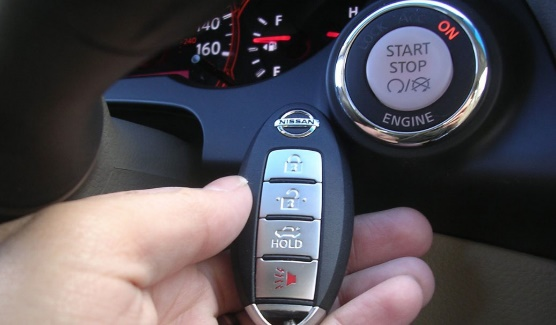 140
160
F
F
H
ON
START
STOP
ENGINE
NISSAN
HOLD